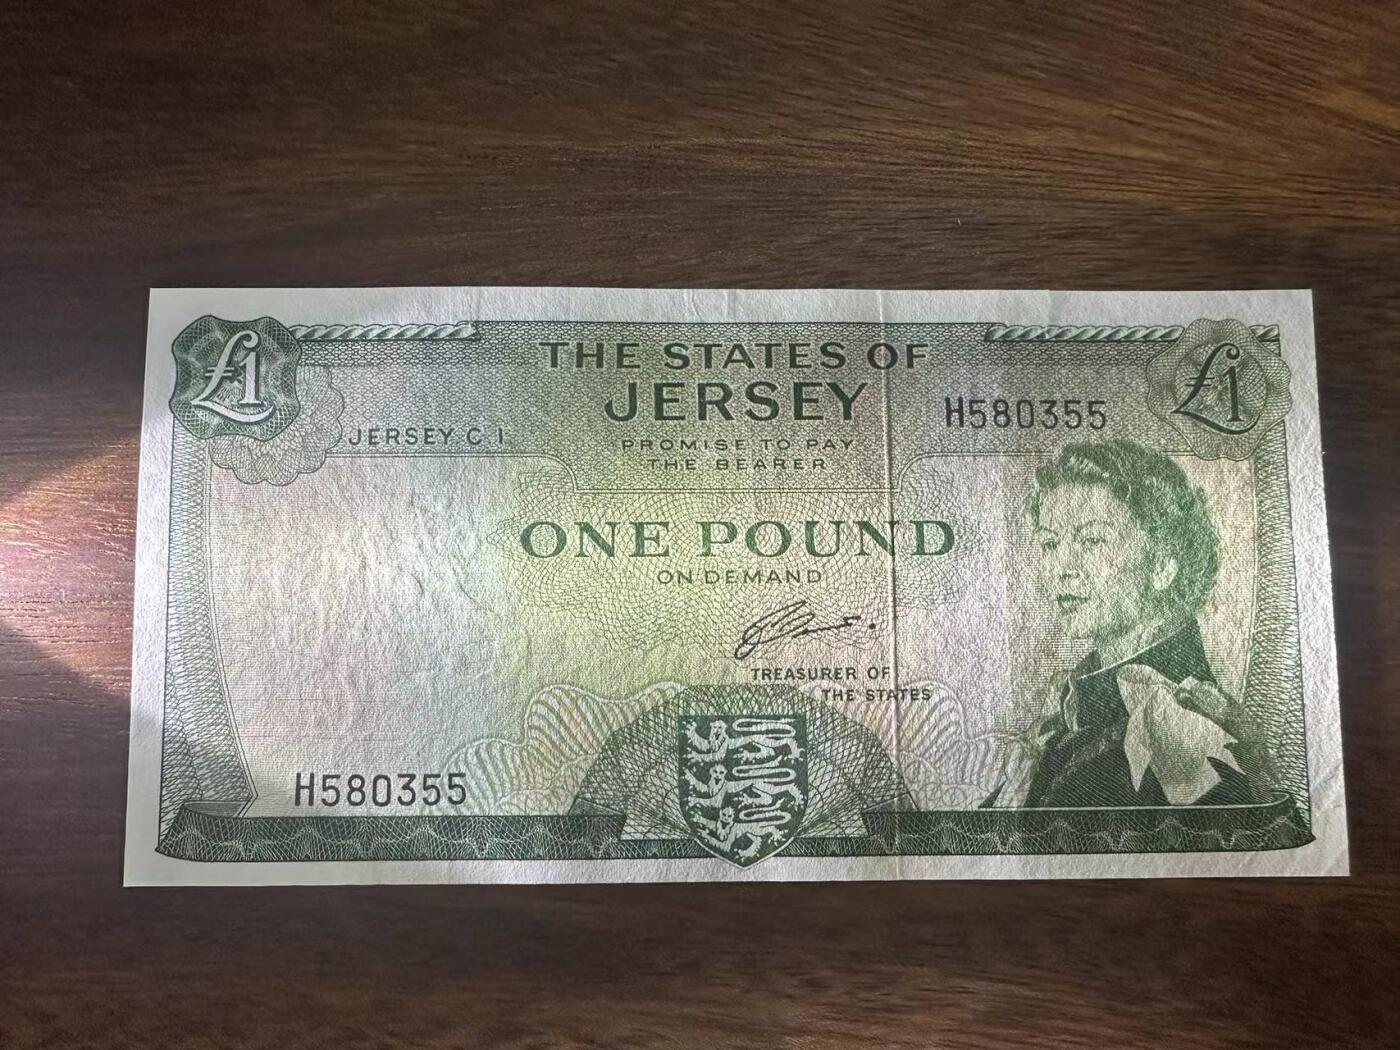 £1
THE STATES OF
£1
JERSEY
H580355
JERSEY C I
PROMISE TO PAY
THE BEARER
ONE POUND
ON DEMAND
TREASURER OF
THE STATES
H580355